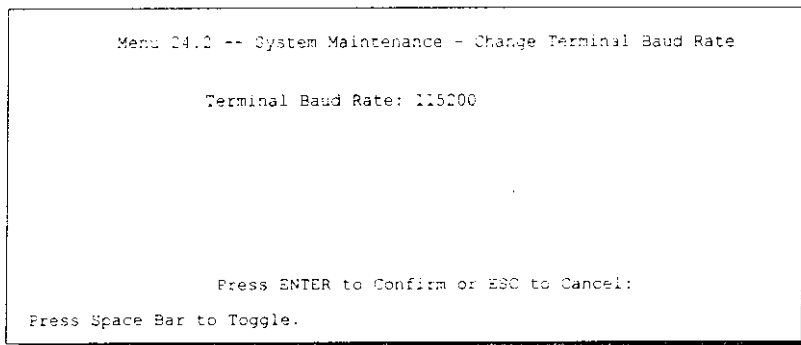 Menu 24.2 -- System Maintenance - Change Terminal Baud Rate
Terminal Baud Rate: 115200
Press ENTER to Confirm or ESC to Cancel:
Press Space Bar to Toggle.